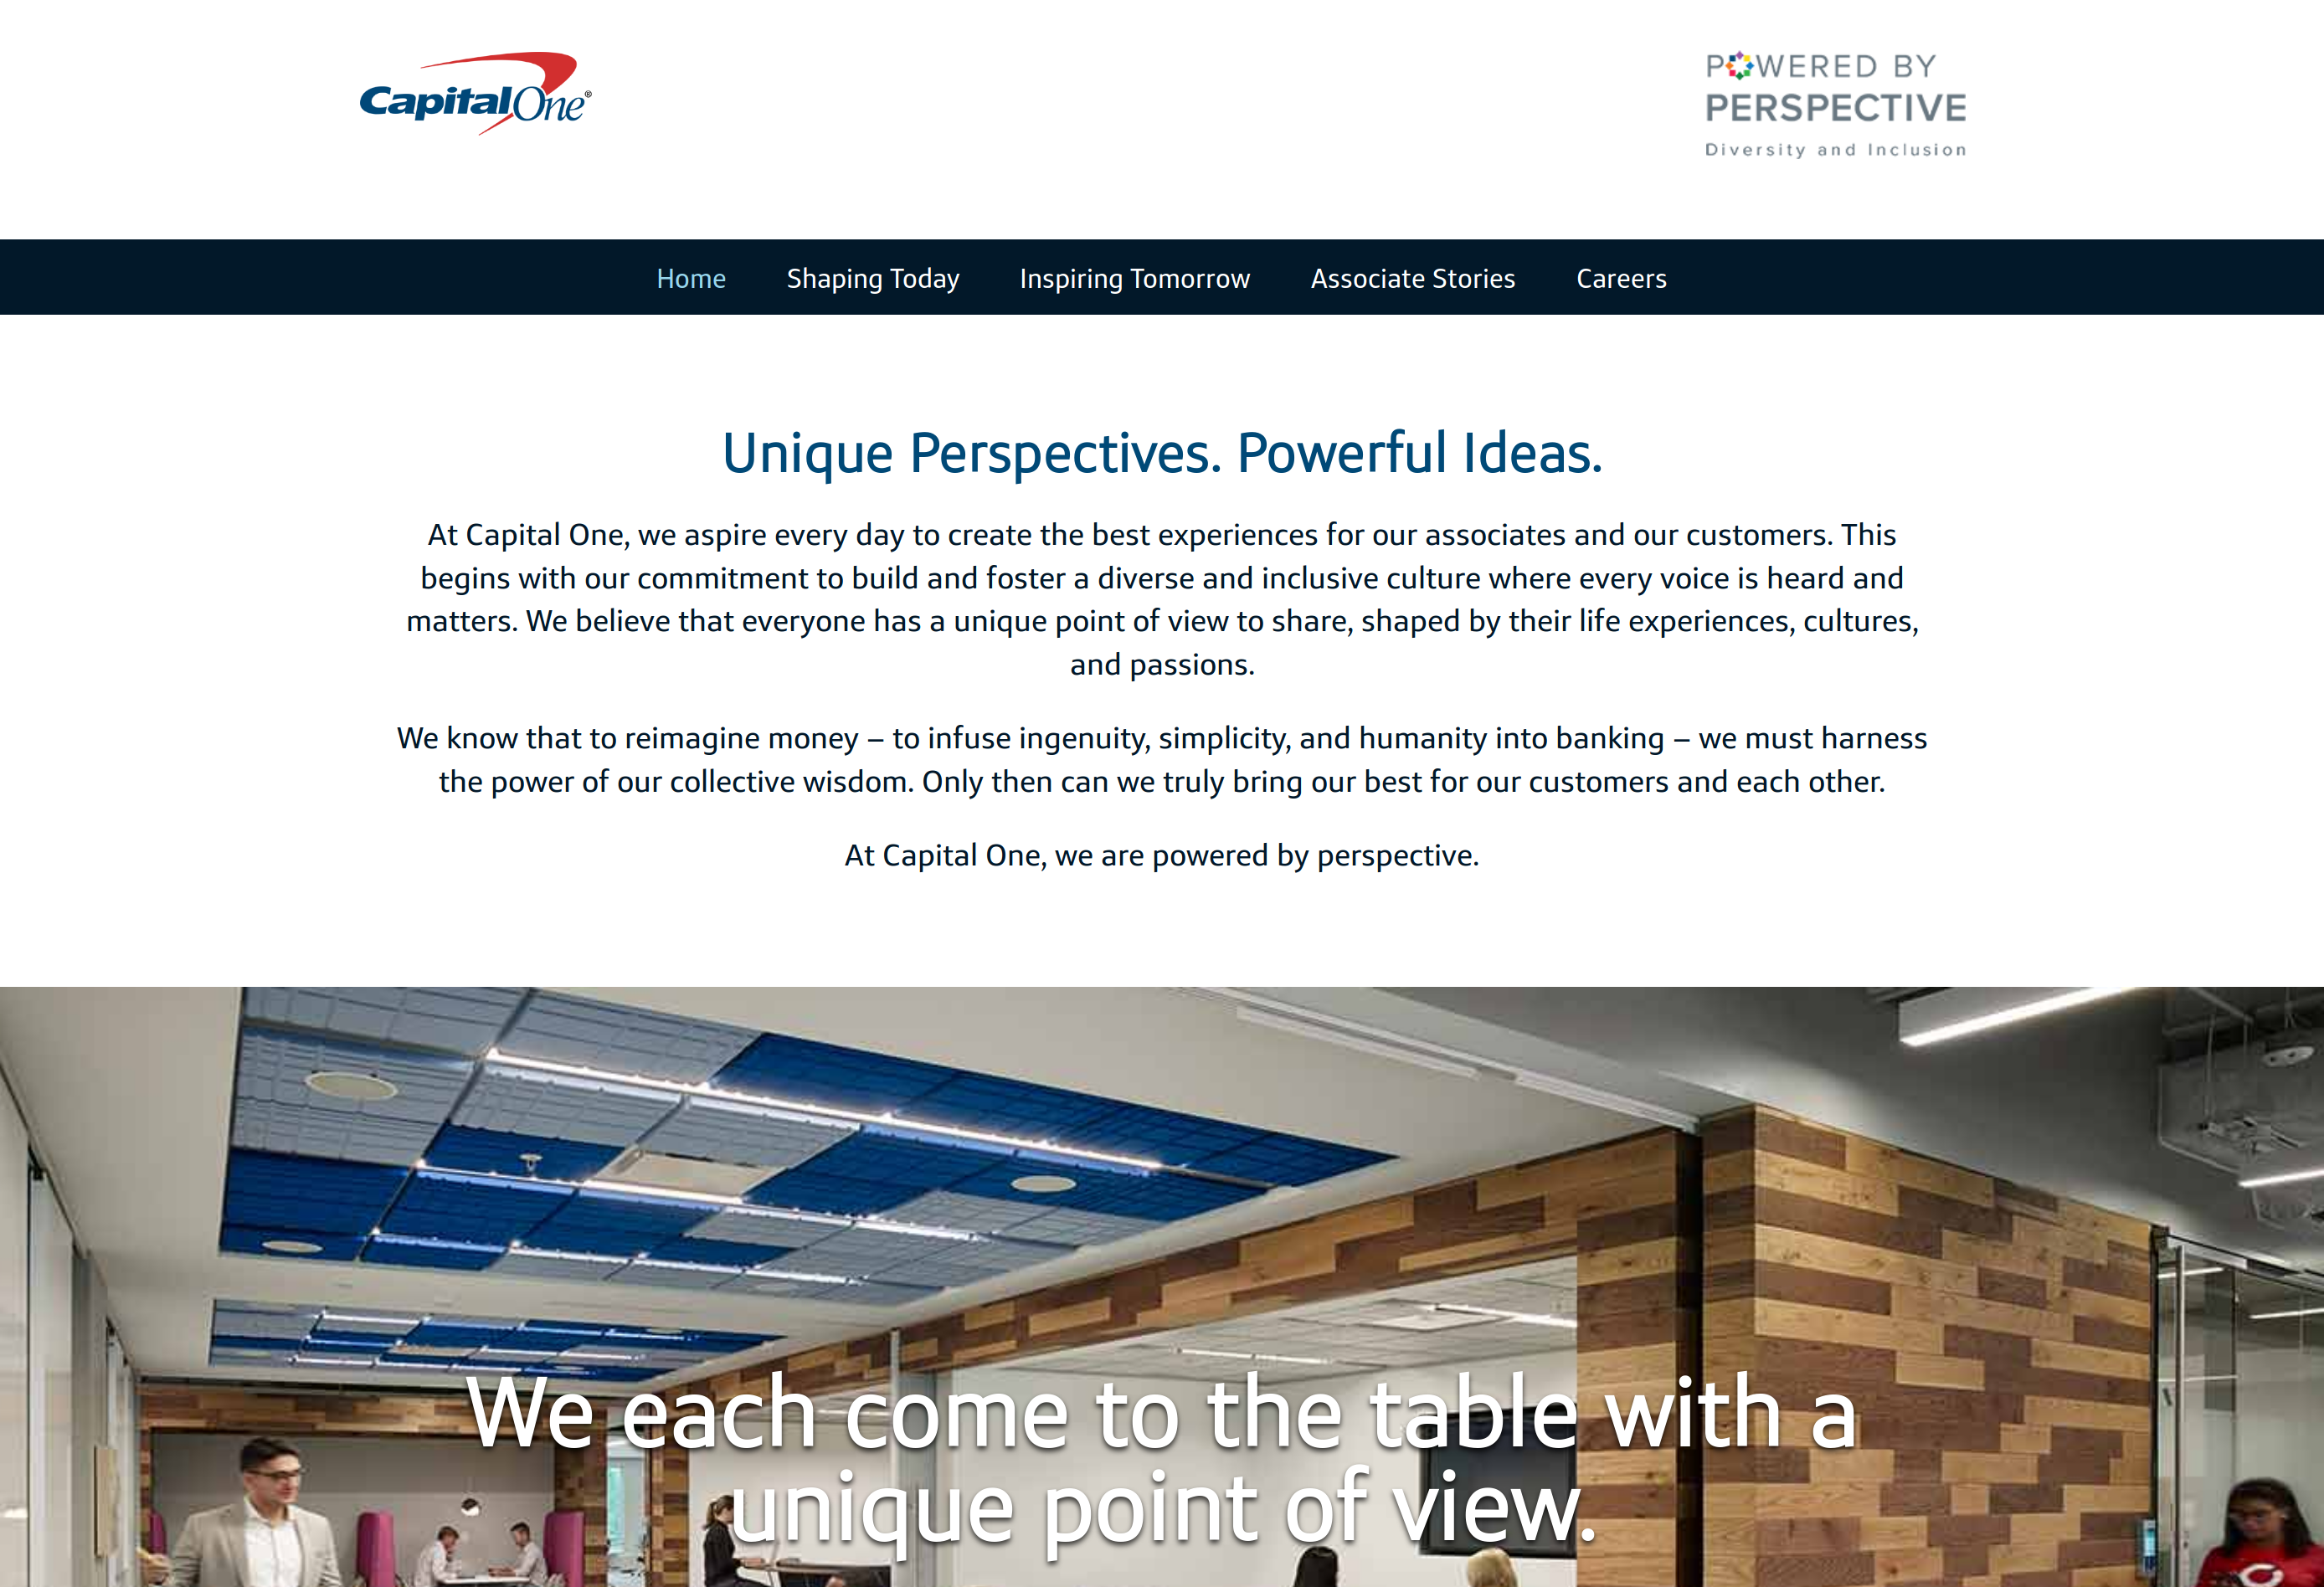 CapitalOne®
POWERED BY
PERSPECTIVE
Diversity and Inclusion
Home Shaping Today Inspiring Tomorrow Associate Stories Careers
Unique Perspectives. Powerful Ideas.
At Capital One, we aspire every day to create the best experiences for our associates and our customers. This
begins with our commitment to build and foster a diverse and inclusive culture where every voice is heard and
matters. We believe that everyone has a unique point of view to share, shaped by their life experiences, cultures,
and passions.
We know that to reimagine money – to infuse ingenuity, simplicity, and humanity into banking – we must harness
the power of our collective wisdom. Only then can we truly bring our best for our customers and each other.
At Capital One, we are powered by perspective.
We each come to the table with a
unique point of view.